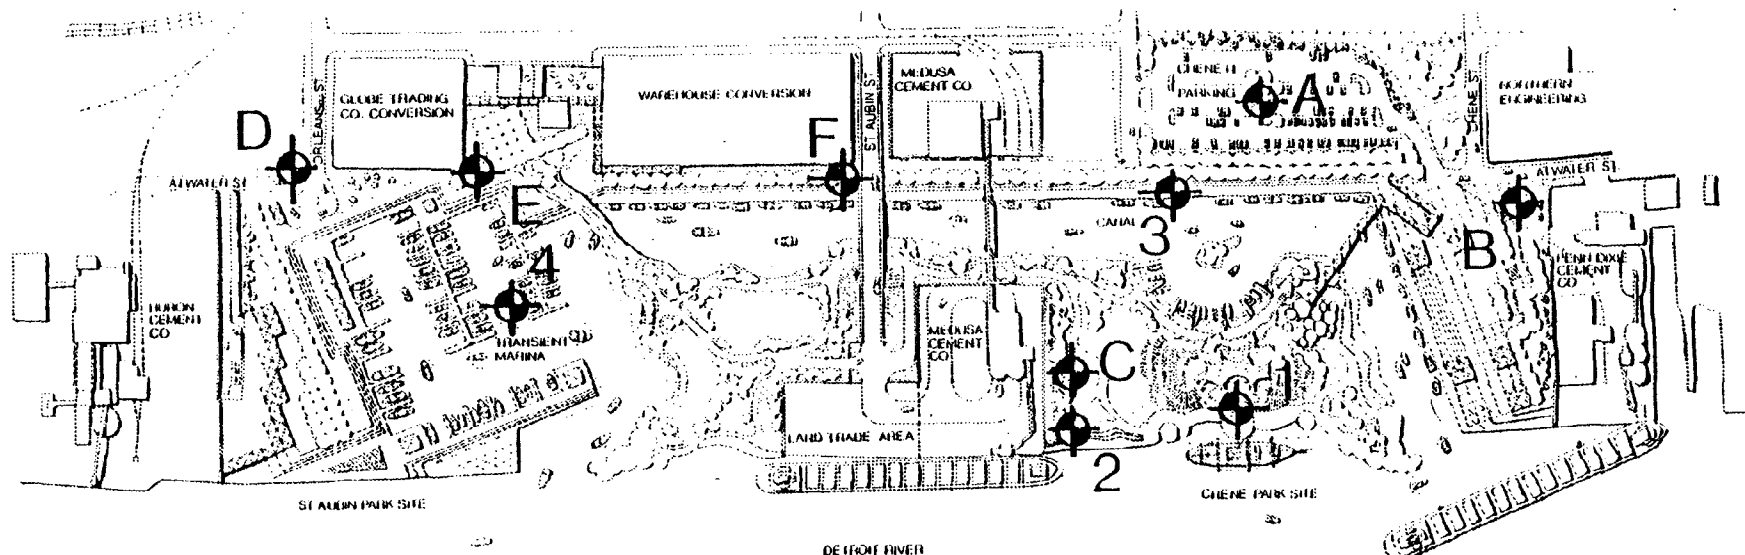 ORLEANS ST
GLOBE TRADING
CO. CONVERSION
WAREHOUSE CONVERSION
ST AUBIN ST
MEDUSA
CEMENT CO
CHENE II
PARKING
A
CHENE ST
NORTHERN
ENGINEERING
D
F
ATWATER ST
ATWATER ST
E
CANAL
3
B
4
HURON
CEMENT
CO
PENN DIXIE
CEMENT
CO
TRANSIENT
MARINA
MEDUSA
CEMENT
CO
C
1
LAND TRADE AREA
2
ST AUBIN PARK SITE
CHENE PARK SITE
DETROIT RIVER